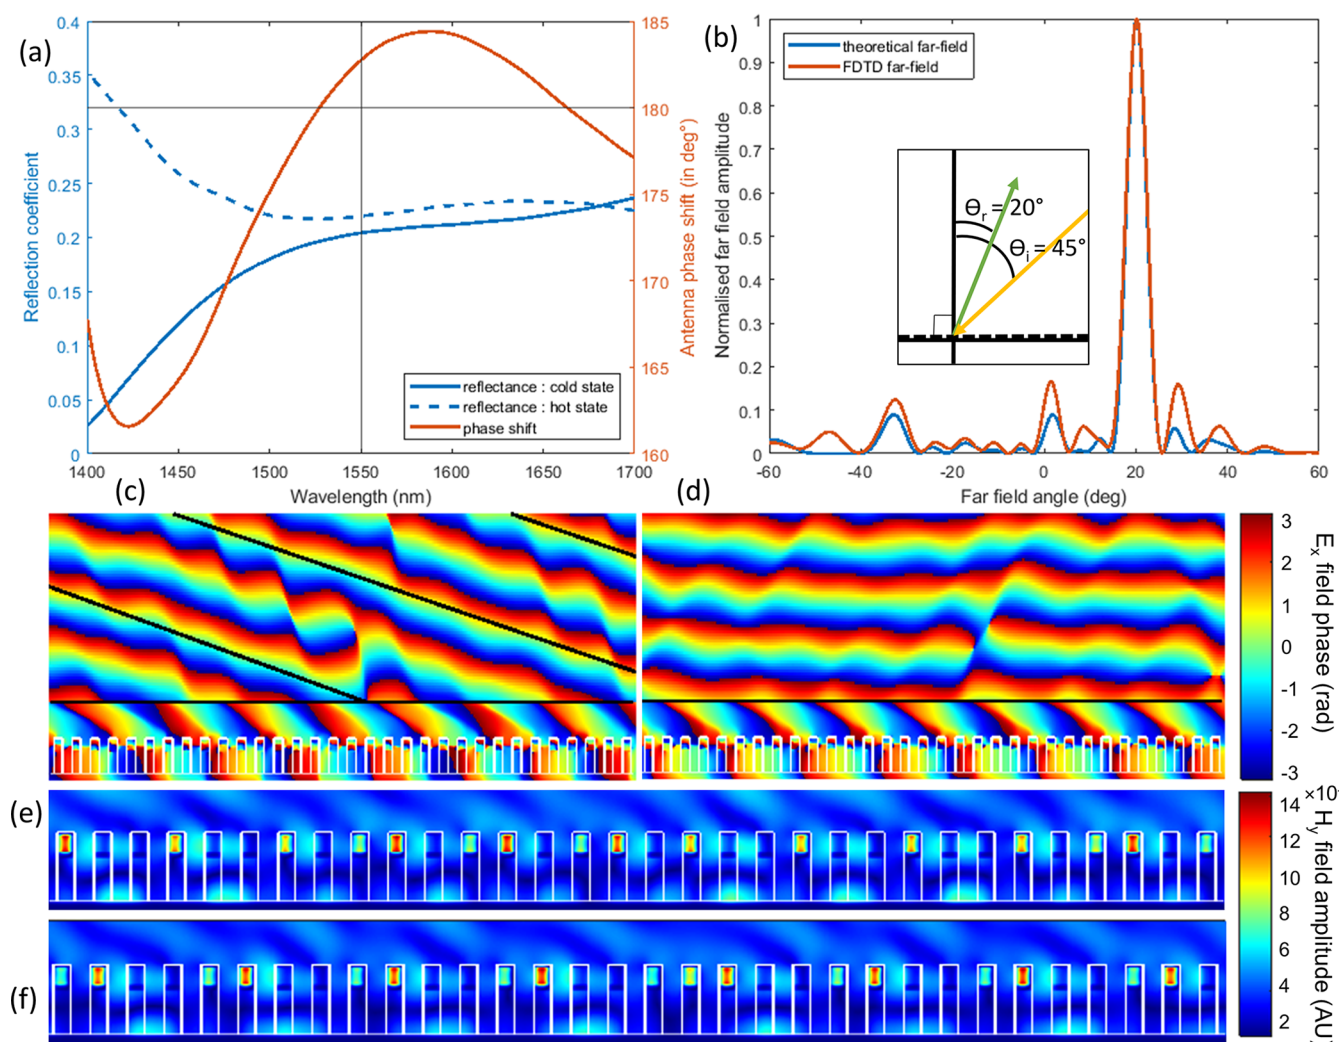 (a)
0.4
0.35
0.3
0.25
0.2
0.15
0.1
0.05
0
Reflection coefficient
185
180
175
170
165
160
Antenna phase shift (in deg°)
reflectance : cold state
reflectance : hot state
phase shift
1400 1450 1500 1550 1600 1650 1700
Wavelength (nm)
(b)
1
0.9
0.8
0.7
0.6
0.5
0.4
0.3
0.2
0.1
0
Normalised far field amplitude
theoretical far-field
FDTD far-field
Θr = 20°
Θi = 45°
-60 -40 -20 0 20 40 60
Far field angle (deg)
(c)
(d)
3
2
1
0
-1
-2
-3
Ex field phase (rad)
(e)
(f)
×10
14
12
10
8
6
4
2
Hy field amplitude (AU)